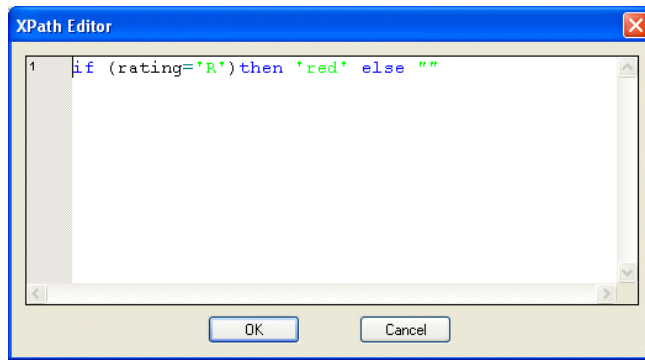 XPath Editor
1 if (rating='R')then 'red' else ""
OK Cancel